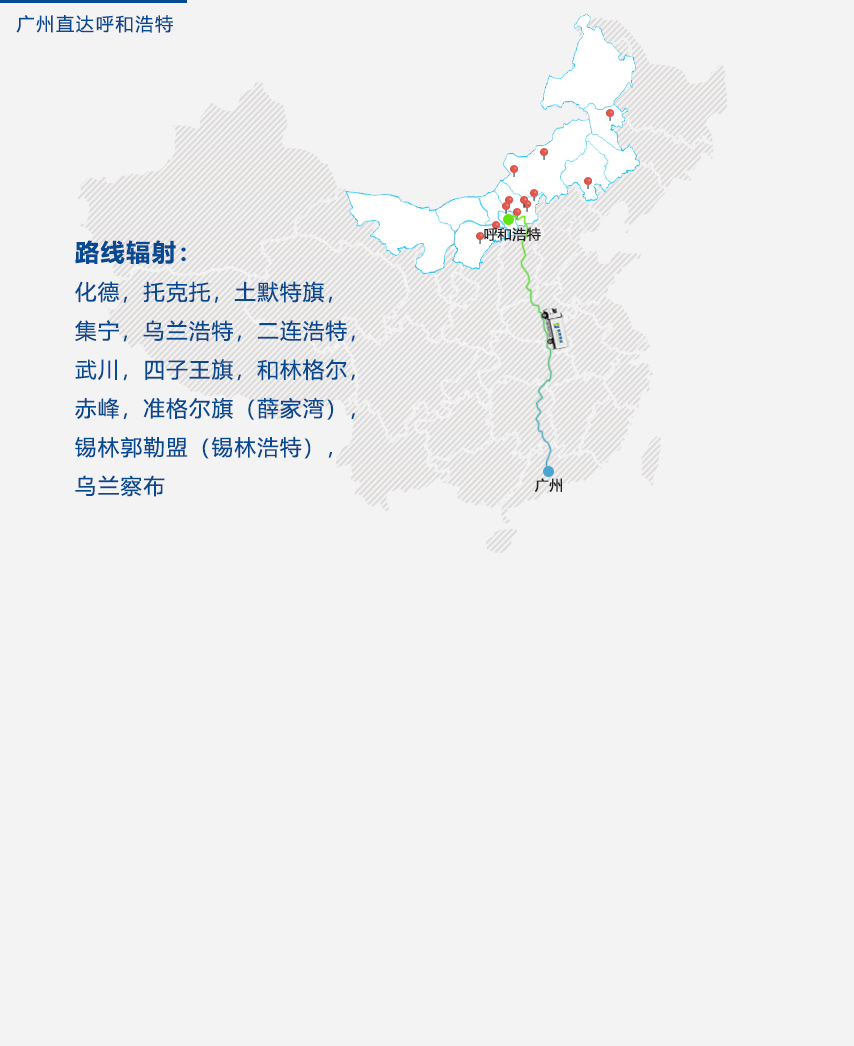 广州直达呼和浩特
呼和浩特
路线辐射：
化德，托克托，土默特旗，
集宁，乌兰浩特，二连浩特，
武川，四子王旗，和林格尔，
赤峰，准格尔旗（薛家湾），
锡林郭勒盟（锡林浩特），
乌兰察布
广州